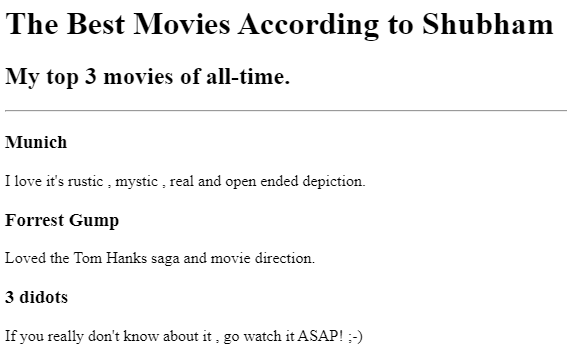 The Best Movies According to Shubham
My top 3 movies of all-time.
Munich
I love it's rustic , mystic , real and open ended depiction.
Forrest Gump
Loved the Tom Hanks saga and movie direction.
3 didots
If you really don't know about it , go watch it ASAP! ;-)